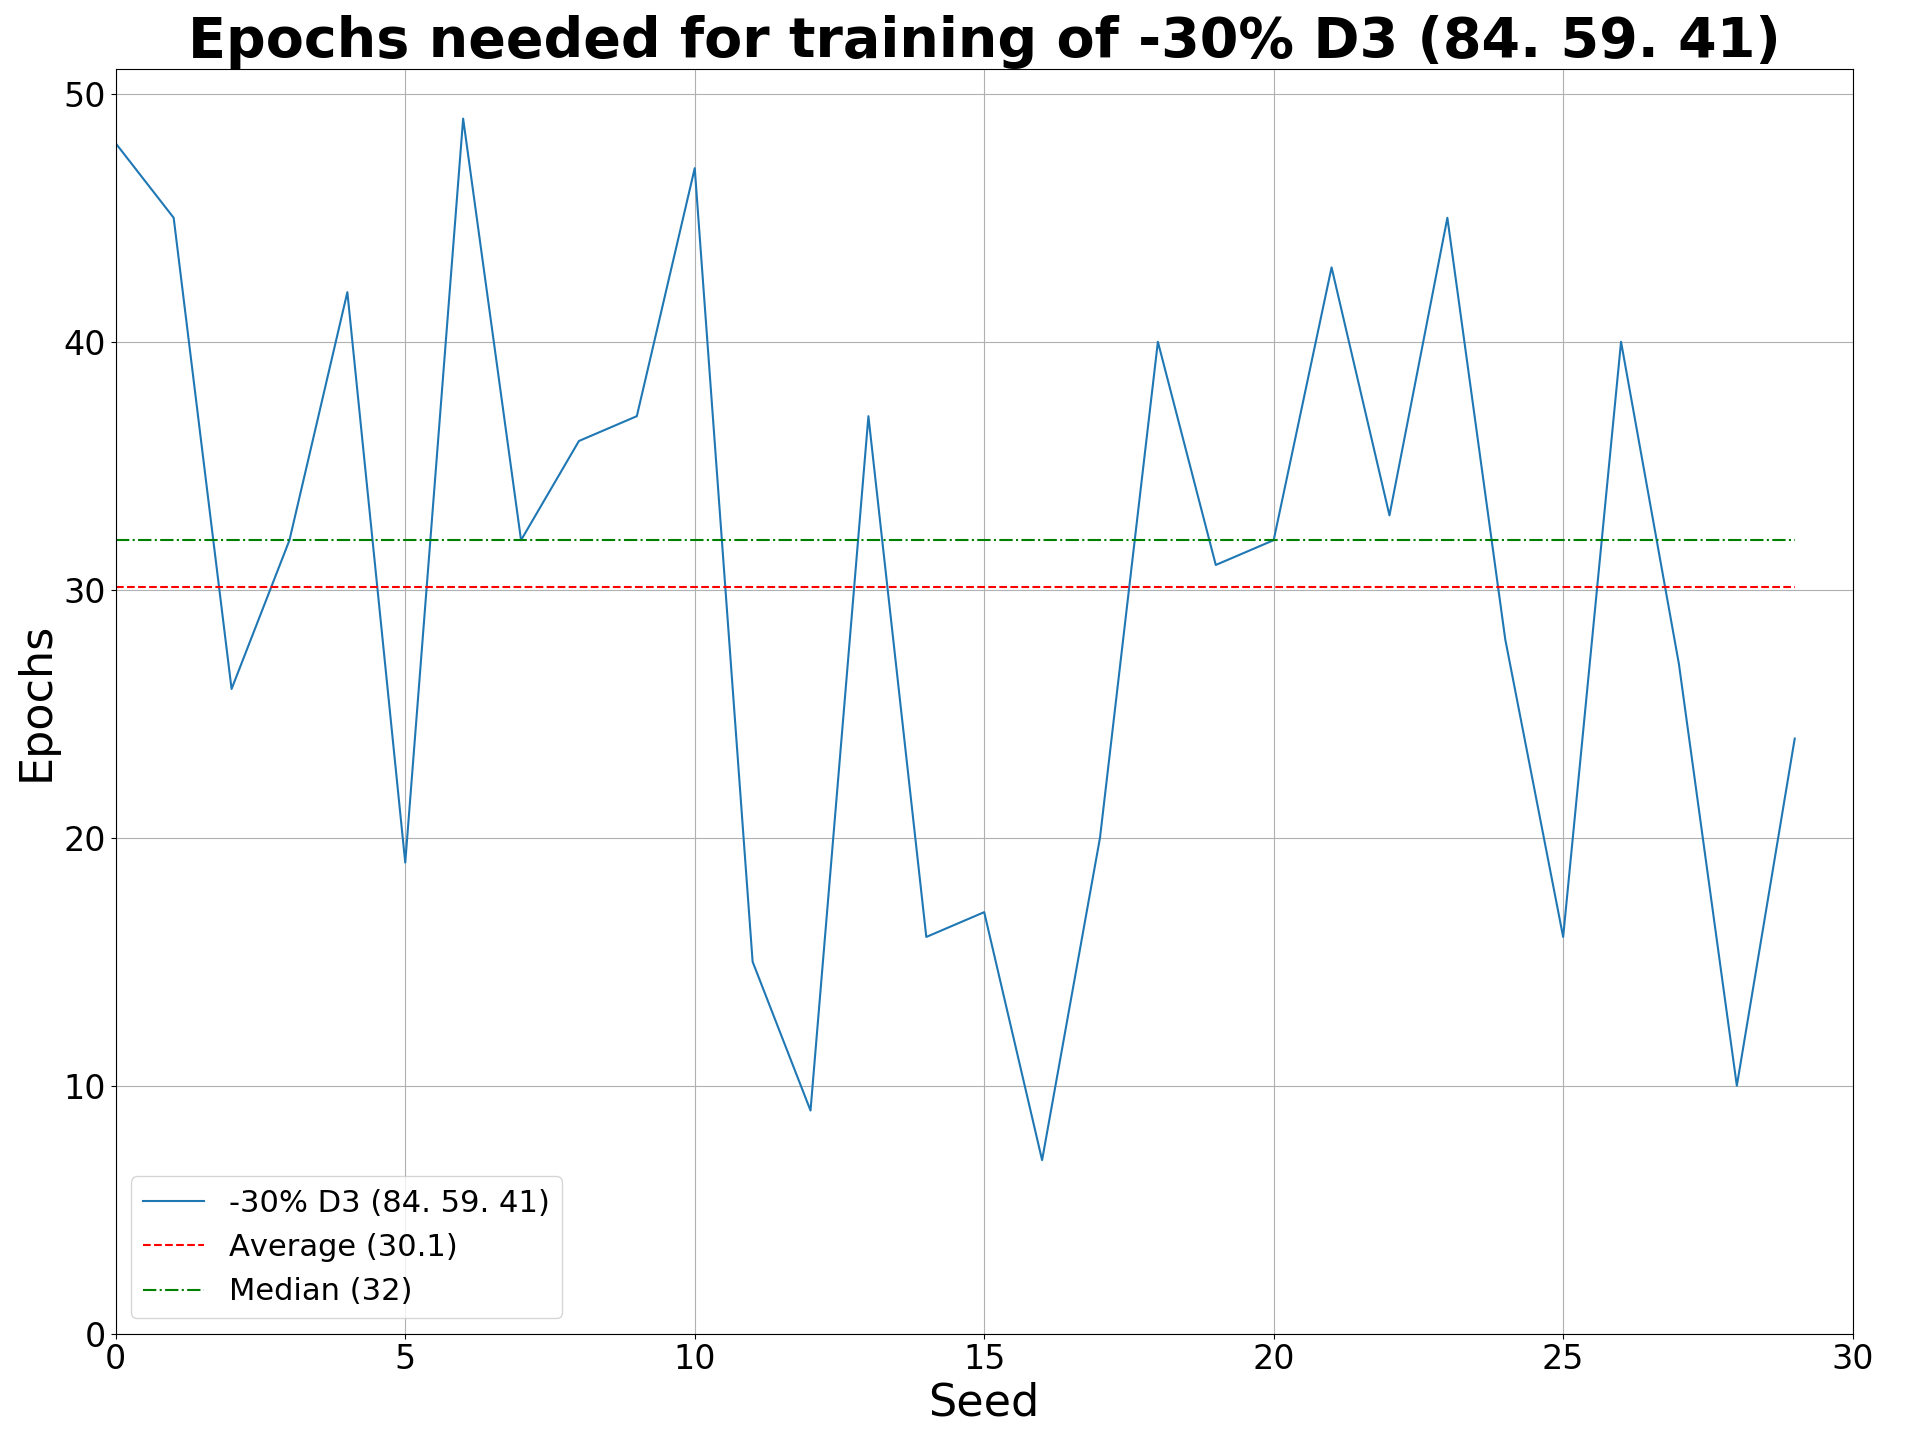 Epochs needed for training of -30% D3 (84. 59. 41)
50
40
30
20
10
0
Epochs
-30% D3 (84. 59. 41)
Average (30.1)
Median (32)
0 5 10 15 20 25 30
Seed